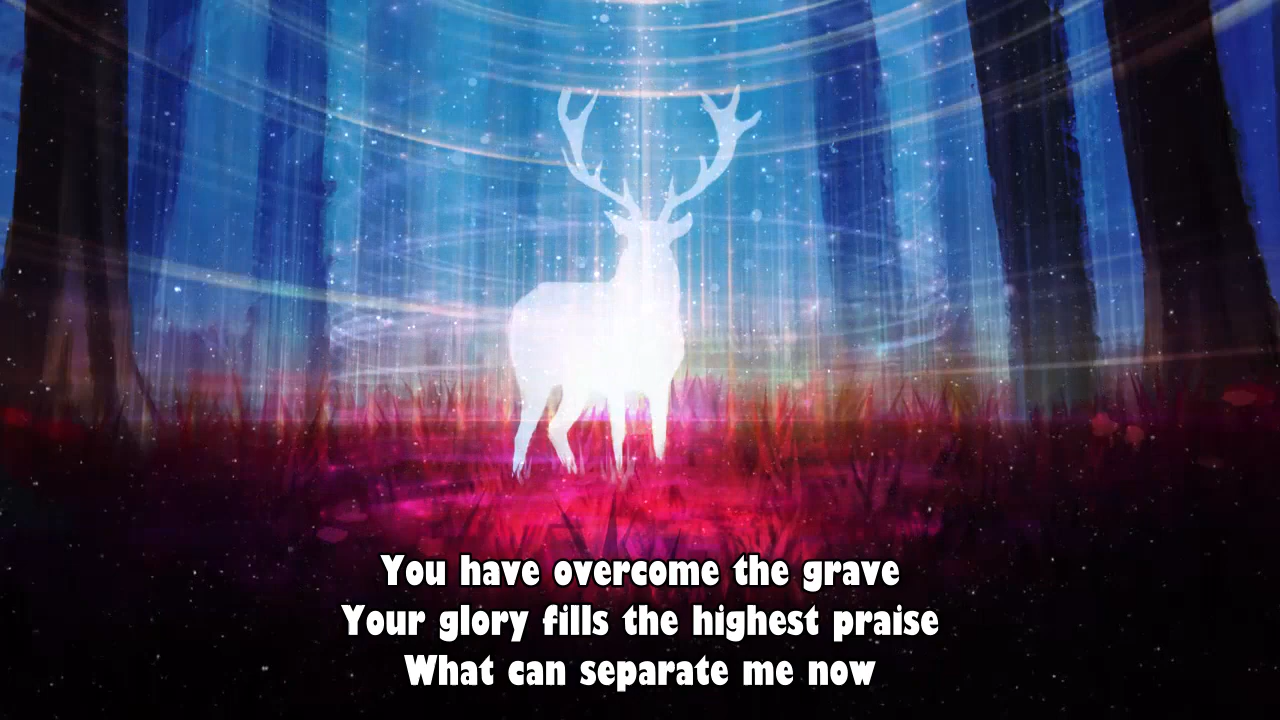 You have overcome the grave
Your glory fills the highest praise
What can separate me now